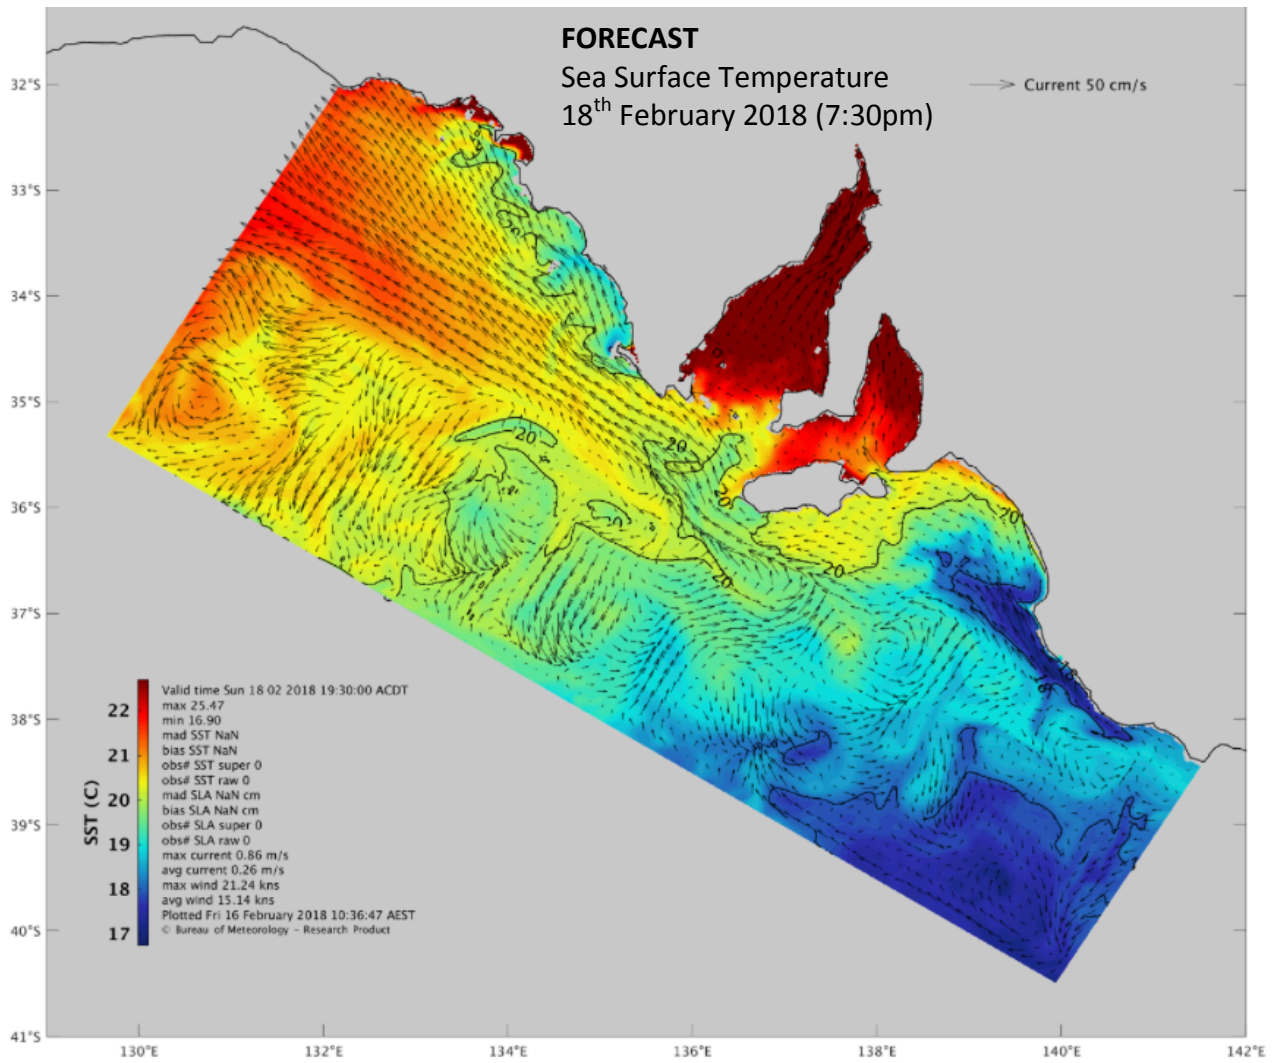 FORECAST
Sea Surface Temperature
18th February 2018 (7:30pm)
Current 50 cm/s
32°S
33°S
34°S
35°S
36°S
37°S
38°S
39°S
40°S
41°S
20
20
20
20
20
20
20
20
18
SST (C)
22
21
20
19
18
17
Valid time Sun 18 02 2018 19:30:00 ACDT
max 25.47
min 16.90
mad SST NaN
bias SST NaN
obs# SST super 0
obs# SST raw 0
mad SLA NaN cm
bias SLA NaN cm
obs# SLA super 0
obs# SLA raw 0
max current 0.86 m/s
avg current 0.26 m/s
max wind 21.24 kns
avg wind 15.14 kns
Plotted Fri 16 February 2018 10:36:47 AEST
© Bureau of Meteorology - Research Product
130°E
132°E
134°E
136°E
138°E
140°E
142°E